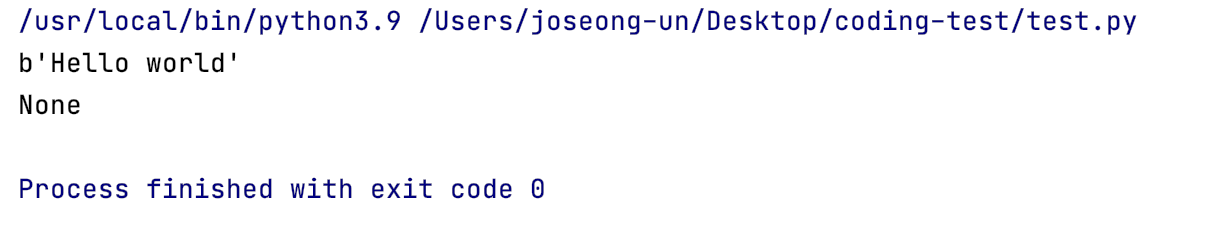 /usr/local/bin/python3.9 /Users/joseong-un/Desktop/coding-test/test.py
b'Hello world'
None
Process finished with exit code 0